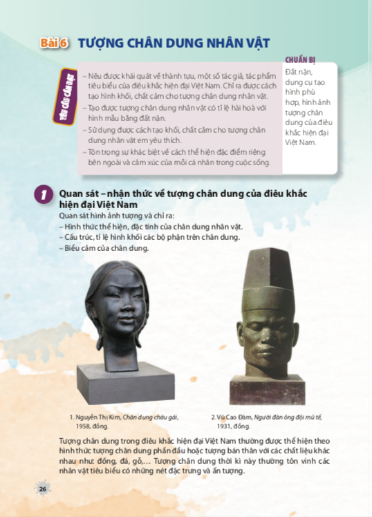 Bài 6 TƯỢNG CHÂN DUNG NHÂN VẬT
YÊU CẦU CẦN ĐẠT
– Nêu được khái quát về thành tựu, một số tác giả, tác phẩm
tiêu biểu của điêu khắc hiện đại Việt Nam. Chỉ ra được cách
tạo hình khối, chất cảm cho tượng chân dung nhân vật.
– Tạo được tượng chân dung nhân vật có tỉ lệ hài hoà với
hình mẫu bằng đất nặn.
– Sử dụng được cách tạo khối, chất cảm cho tượng chân
dung nhân vật em yêu thích.
– Tôn trọng sự khác biệt về cách thể hiện đặc điểm riêng
bên ngoài và cảm xúc của mỗi cá nhân trong cuộc sống.
CHUẨN BỊ
Đất nặn,
dụng cụ tạo
hình phù
hợp, hình ảnh
tượng chân
dung của điêu
khắc hiện đại
Việt Nam.
1 Quan sát – nhận thức về tượng chân dung của điêu khắc
hiện đại Việt Nam
Quan sát hình ảnh tượng và chỉ ra:
– Hình thức thể hiện, đặc tính của chân dung nhân vật.
– Cấu trúc, tỉ lệ hình khối các bộ phận trên chân dung.
– Biểu cảm của chân dung.
1. Nguyễn Thị Kim, Chân dung cháu gái,
1958, đồng.
2. Vũ Cao Đàm, Người đàn ông đội mũ tế,
1931, đồng.
Tượng chân dung trong điêu khắc hiện đại Việt Nam thường được thể hiện theo
hình thức tượng chân dung phần đầu hoặc tượng bán thân với các chất liệu khác
nhau như: đồng, đá, gỗ,... Tượng chân dung thời kì này thường tôn vinh các
nhân vật tiêu biểu có những nét đặc trưng và ấn tượng.
26